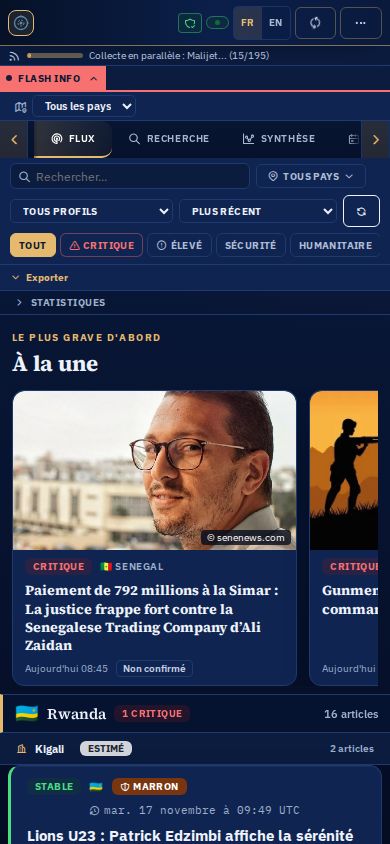 FR
EN
Collecte en parallèle : Malijet... (15/195)
FLASH INFO
Tous les pays
FLUX
RECHERCHE
SYNTHÈSE
Rechercher...
TOUS PAYS
TOUS PROFILS
PLUS RÉCENT
TOUT
CRITIQUE
ÉLEVÉ
SÉCURITÉ
HUMANITAIRE
Exporter
STATISTIQUES
LE PLUS GRAVE D'ABORD
À la une
© senenews.com
CRITIQUE
SENEGAL
Paiement de 792 millions à la Simar :
La justice frappe fort contre la
Senegalese Trading Company d’Ali
Zaidan
Aujourd'hui 08:45
Non confirmé
CRITIQUE
Gunmen
Aujourd'hui
Rwanda
1 CRITIQUE
16 articles
Kigali
ESTIMÉ
2 articles
STABLE
MARRON
mar. 17 novembre à 09:49 UTC
Lions U23 : Patrick Edzimbi affiche la sérénité